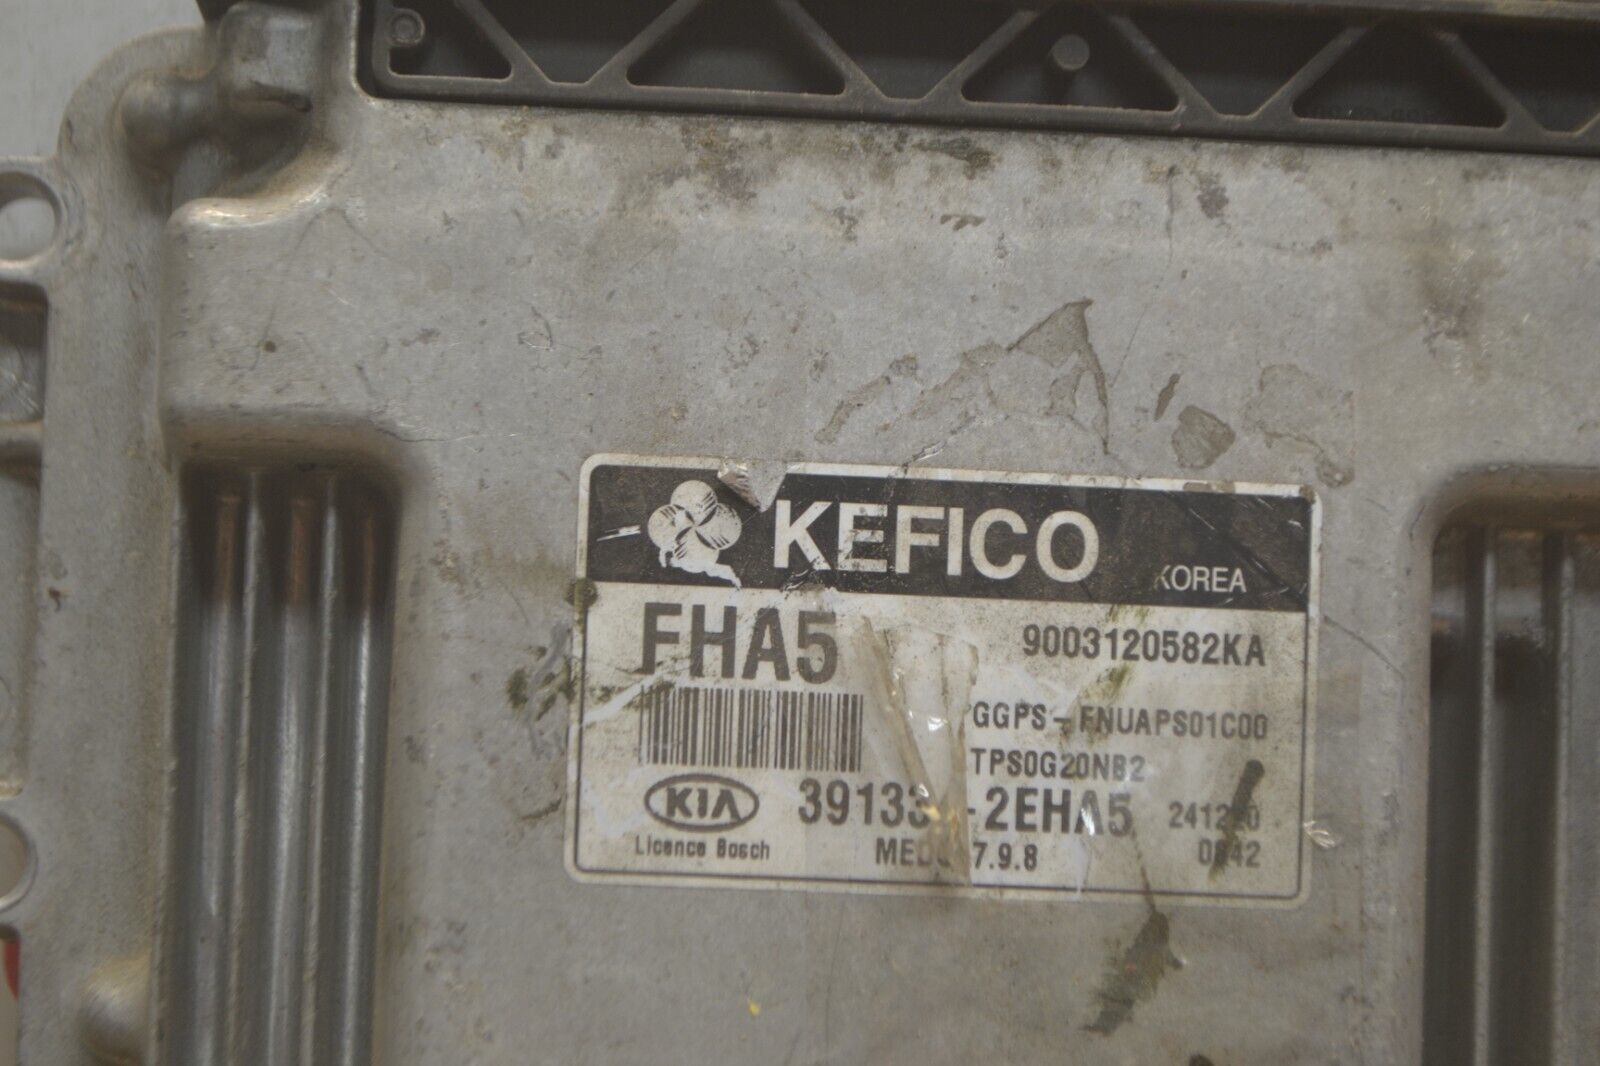 KEFICO
KOREA
FHA5
9003120582KA
GGPS-FNUAPS01C00
TPS0G20NB2
KIA
-2EHA5
Licence Bosch
7.9.8